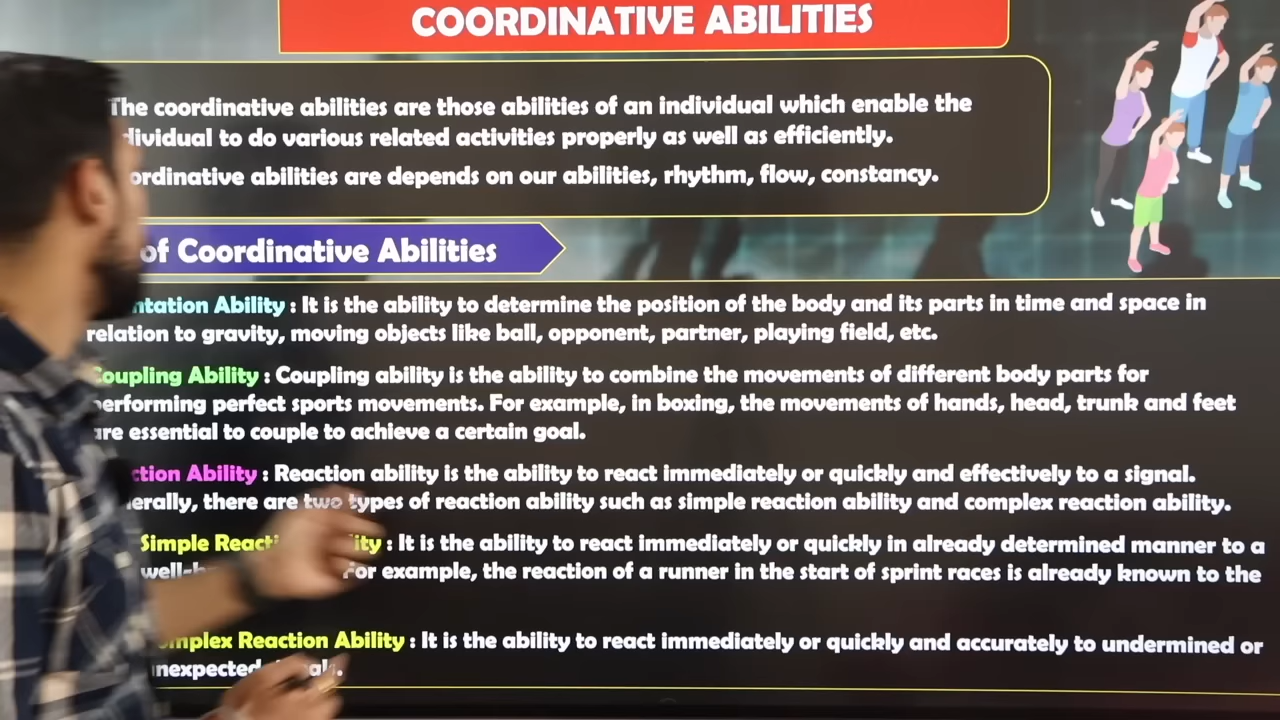 COORDINATIVE ABILITIES
The coordinative abilities are those abilities of an individual which enable the
dividual to do various related activities properly as well as efficiently.
ordinative abilities are depends on our abilities, rhythm, flow, constancy.
of Coordinative Abilities
ntation Ability : It is the ability to determine the position of the body and its parts in time and space in
relation to gravity, moving objects like ball, opponent, partner, playing field, etc.
Coupling Ability : Coupling ability is the ability to combine the movements of different body parts for
performing perfect sports movements. For example, in boxing, the movements of hands, head, trunk and feet
are essential to couple to achieve a certain goal.
ction Ability : Reaction ability is the ability to react immediately or quickly and effectively to a signal.
erally, there are two types of reaction ability such as simple reaction ability and complex reaction ability.
Simple Reacti ity : It is the ability to react immediately or quickly in already determined manner to a
well- For example, the reaction of a runner in the start of sprint races is already known to the
omplex Reaction Ability : It is the ability to react immediately or quickly and accurately to undermined or
nexpected